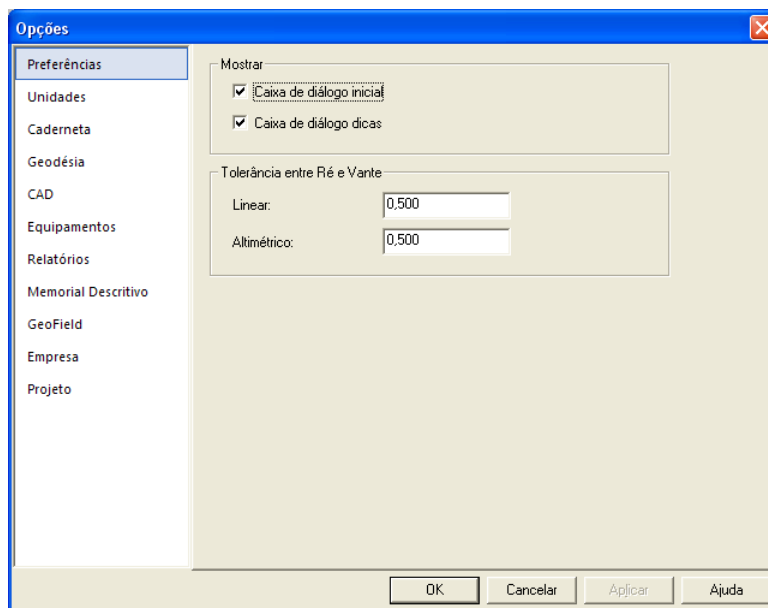 Opções
Preferências
Unidades
Caderneta
Geodésia
CAD
Equipamentos
Relatórios
Memorial Descritivo
GeoField
Empresa
Projeto
Mostrar
Caixa de diálogo inicial
Caixa de diálogo dicas
Tolerância entre Ré e Vante
Linear: 0,500
Altimétrico: 0,500
OK Cancelar Aplicar Ajuda